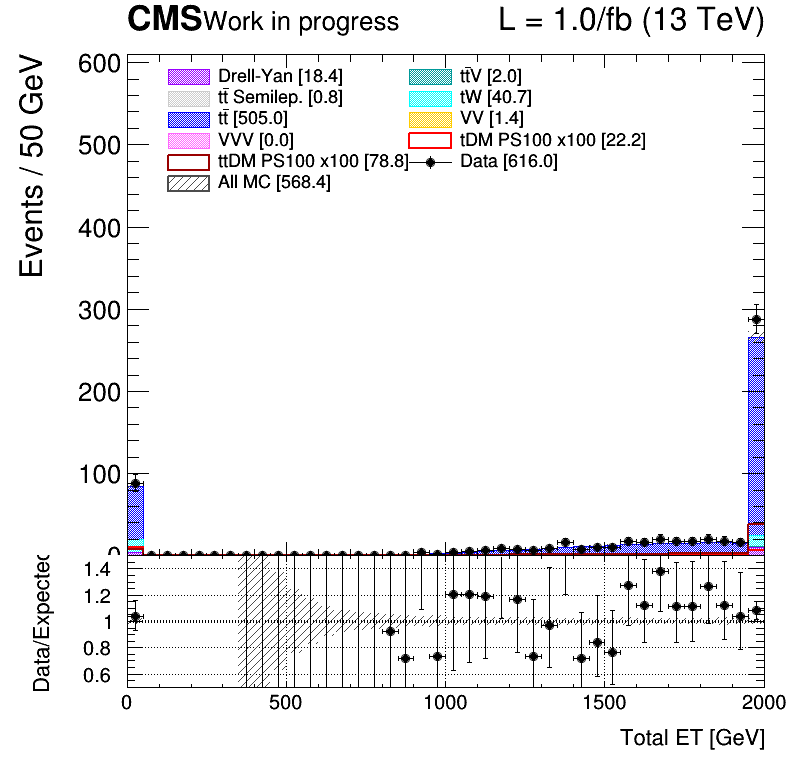 CMS Work in progress L = 1.0/fb (13 TeV)
Events / 50 GeV
600
500
400
300
200
100
0
Drell-Yan [18.4]
tt̄ Semilep. [0.8]
tt̄ [505.0]
VVV [0.0]
ttDM PS100 x100 [78.8]
All MC [568.4]
tt̄V [2.0]
tW [40.7]
VV [1.4]
tDM PS100 x100 [22.2]
Data [616.0]
Data/Expected
1.4
1.2
1
0.8
0.6
0 500 1000 1500 2000
Total ET [GeV]